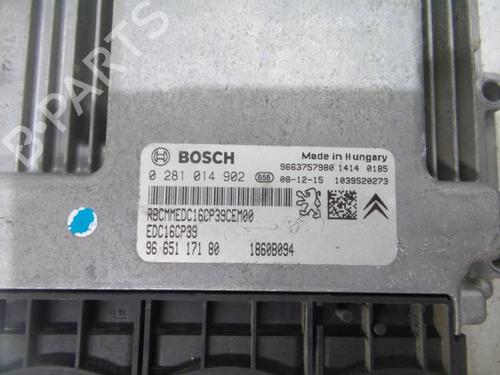 B-PARTS
BOSCH
Made in Hungary
0 281 014 902 658
9663757980 1414 0185
08-12-15 1039S20273
RBCMMEDC16CP39CEM00
EDC16CP39
96 651 171 80 1860B094